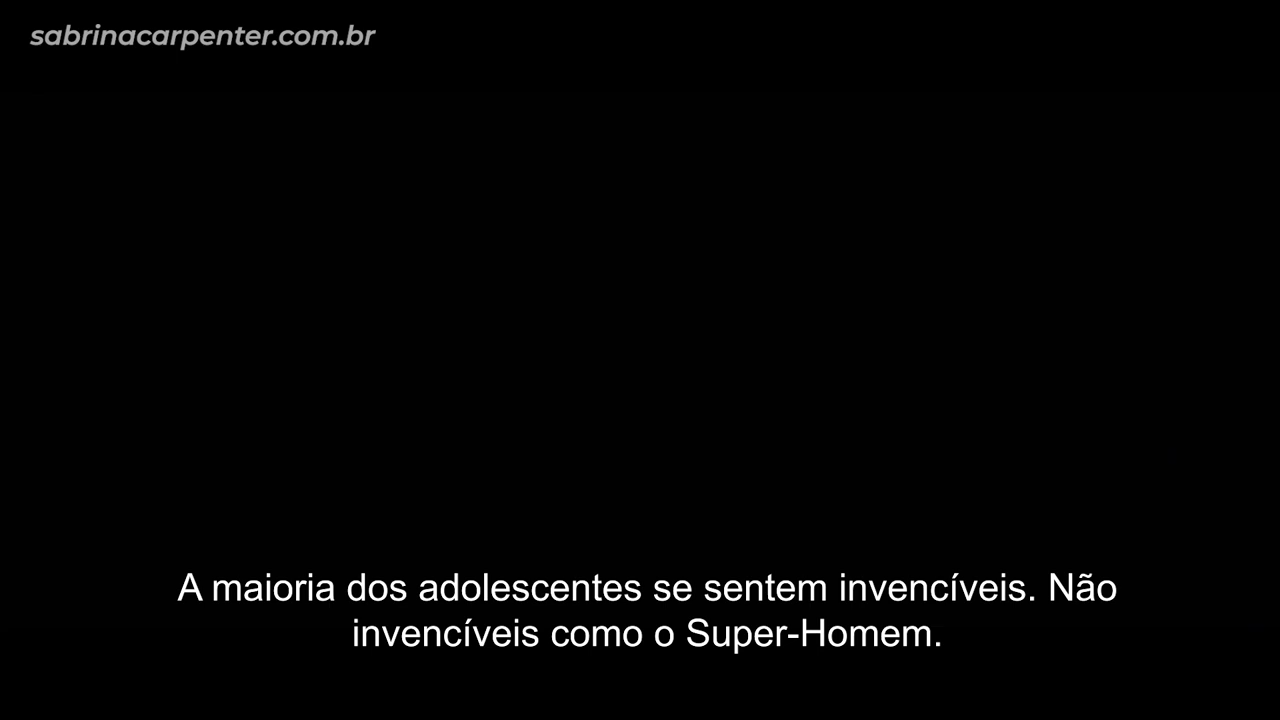 sabrinacarpenter.com.br
A maioria dos adolescentes se sentem invencíveis. Não
invencíveis como o Super-Homem.